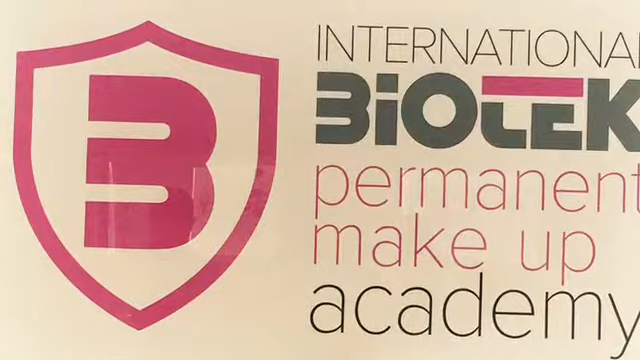 B
INTERNATIONAL
BIOTEK
permanent
make up
academy